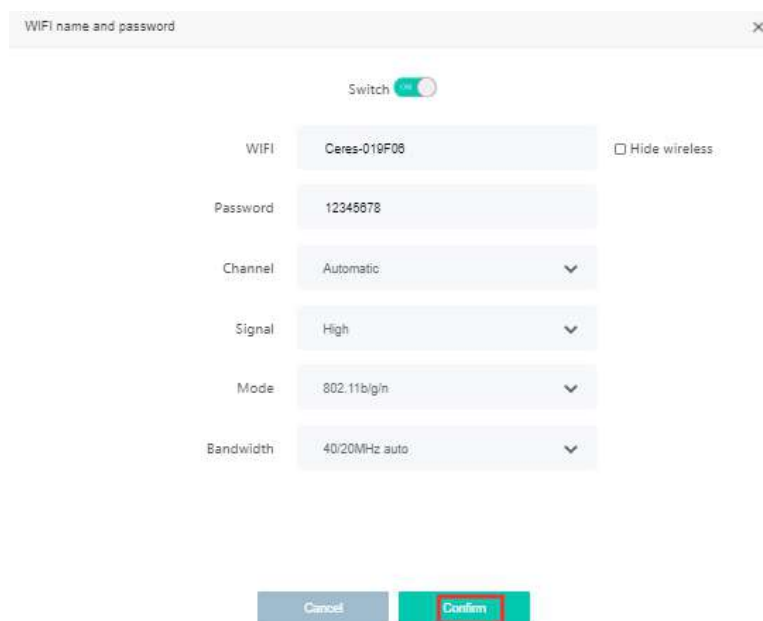 WIFI name and password ×
Switch ON
WIFI Ceres-019F06 Hide wireless
Password 12345678
Channel Automatic
Signal High
Mode 802.11b/g/n
Bandwidth 40/20MHz auto
Cancel Confirm